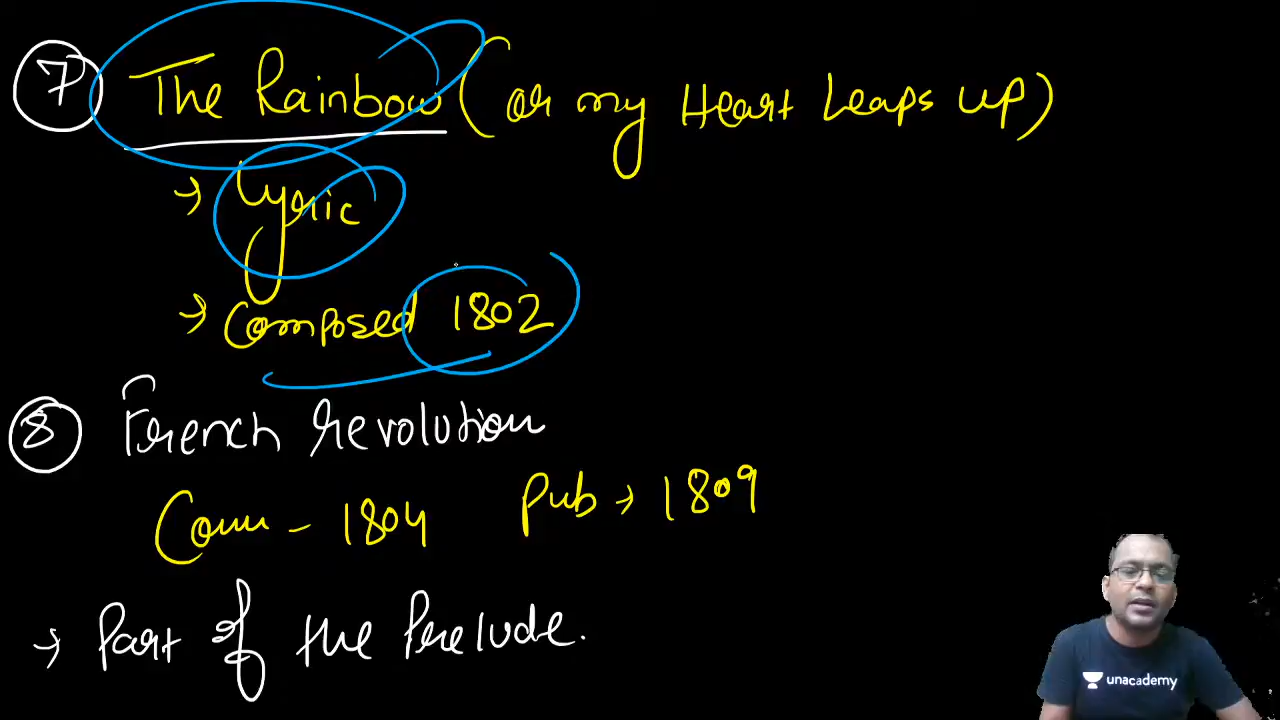 7 The Rainbow (or my Heart Leaps up)
→ Lyric
→ Composed 1802
8 French Revolution
Com - 1804 Pub → 1809
→ Part of the Prelude.
unacademy